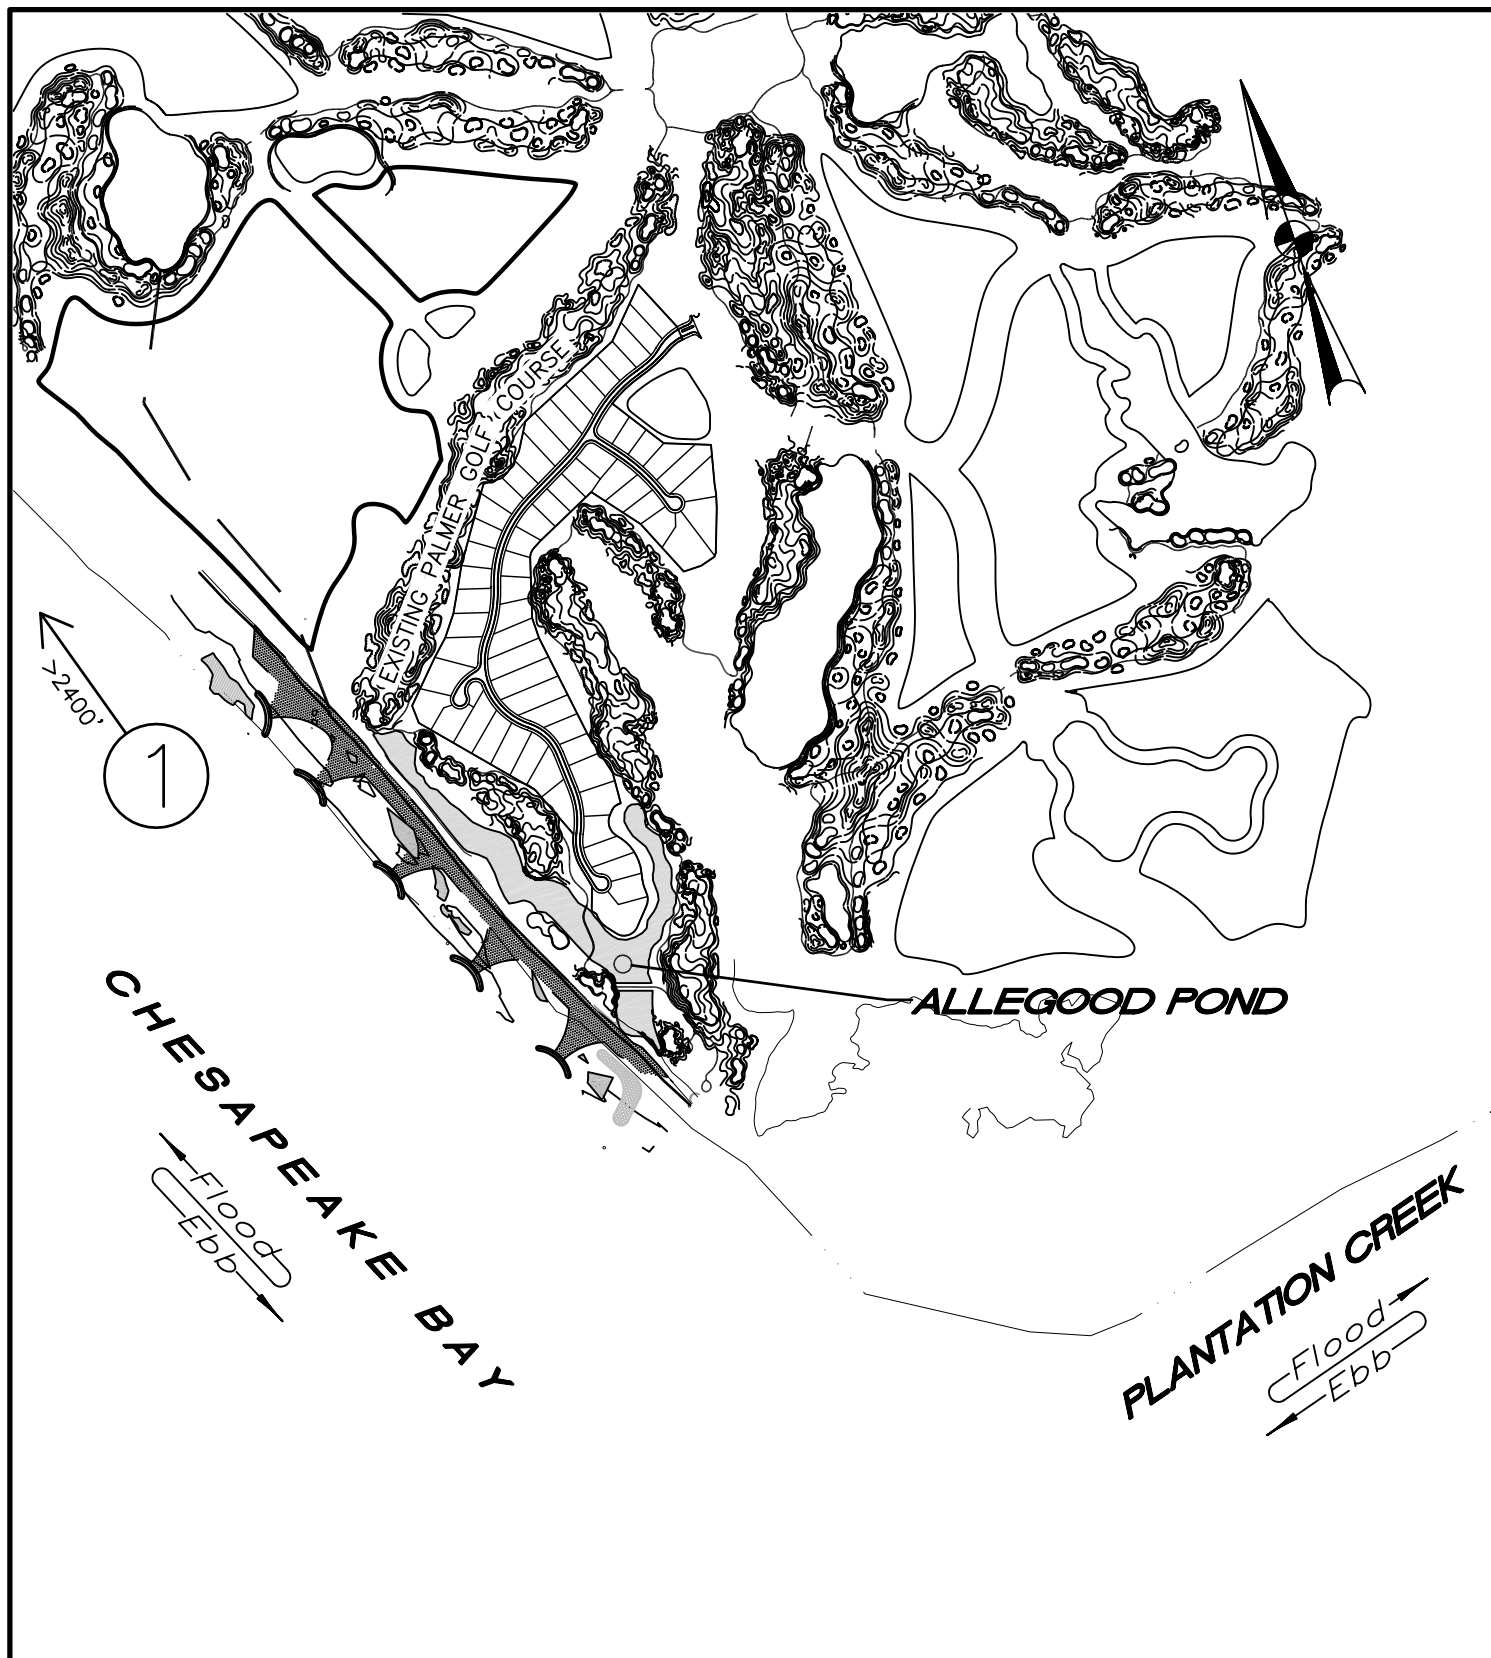 EXISTING PALMER GOLF COURSE
>2400'
1
ALLEGOOD POND
CHESAPEAKE BAY
Flood
Ebb
PLANTATION CREEK
Flood
Ebb